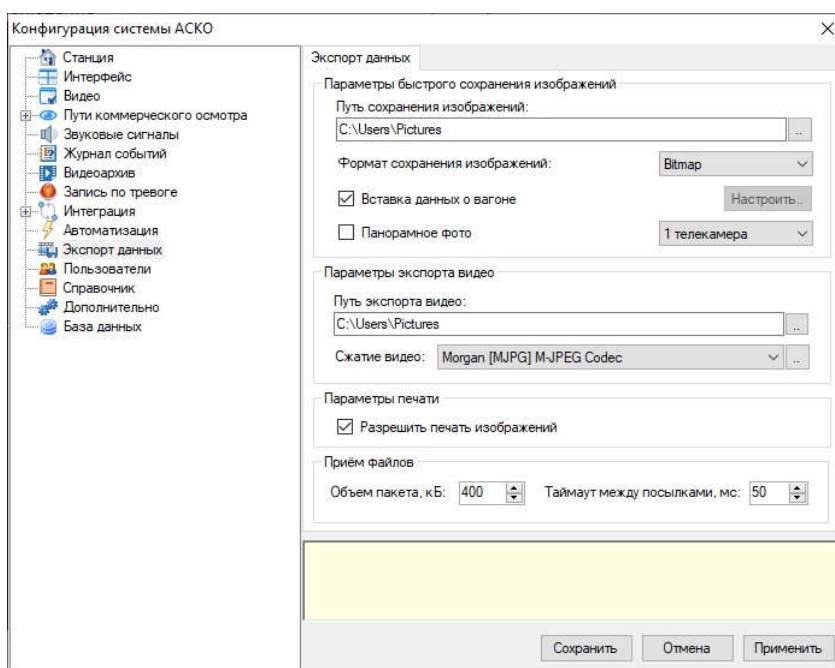 Конфигурация системы АСКО
Станция
Интерфейс
Видео
Пути коммерческого осмотра
Звуковые сигналы
Журнал событий
Видеоархив
Запись по тревоге
Интеграция
Автоматизация
Экспорт данных
Пользователи
Справочник
Дополнительно
База данных
Экспорт данных
Параметры быстрого сохранения изображений
Путь сохранения изображений:
C:\Users\Pictures ..
Формат сохранения изображений: Bitmap
Вставка данных о вагоне Настроить..
Панорамное фото 1 телекамера
Параметры экспорта видео
Путь экспорта видео:
C:\Users\Pictures ..
Сжатие видео: Morgan [MJPG] M-JPEG Codec ..
Параметры печати
Разрешить печать изображений
Приём файлов
Объем пакета, кБ: 400 Таймаут между посылками, мс: 50
Сохранить Отмена Применить